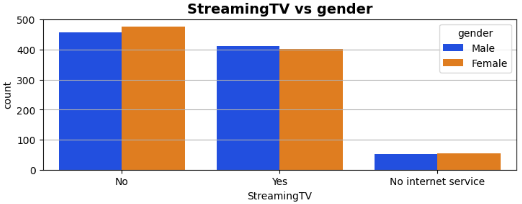 StreamingTV vs gender
500
400
300
200
100
0
count
gender
Male
Female
No
Yes
No internet service
StreamingTV